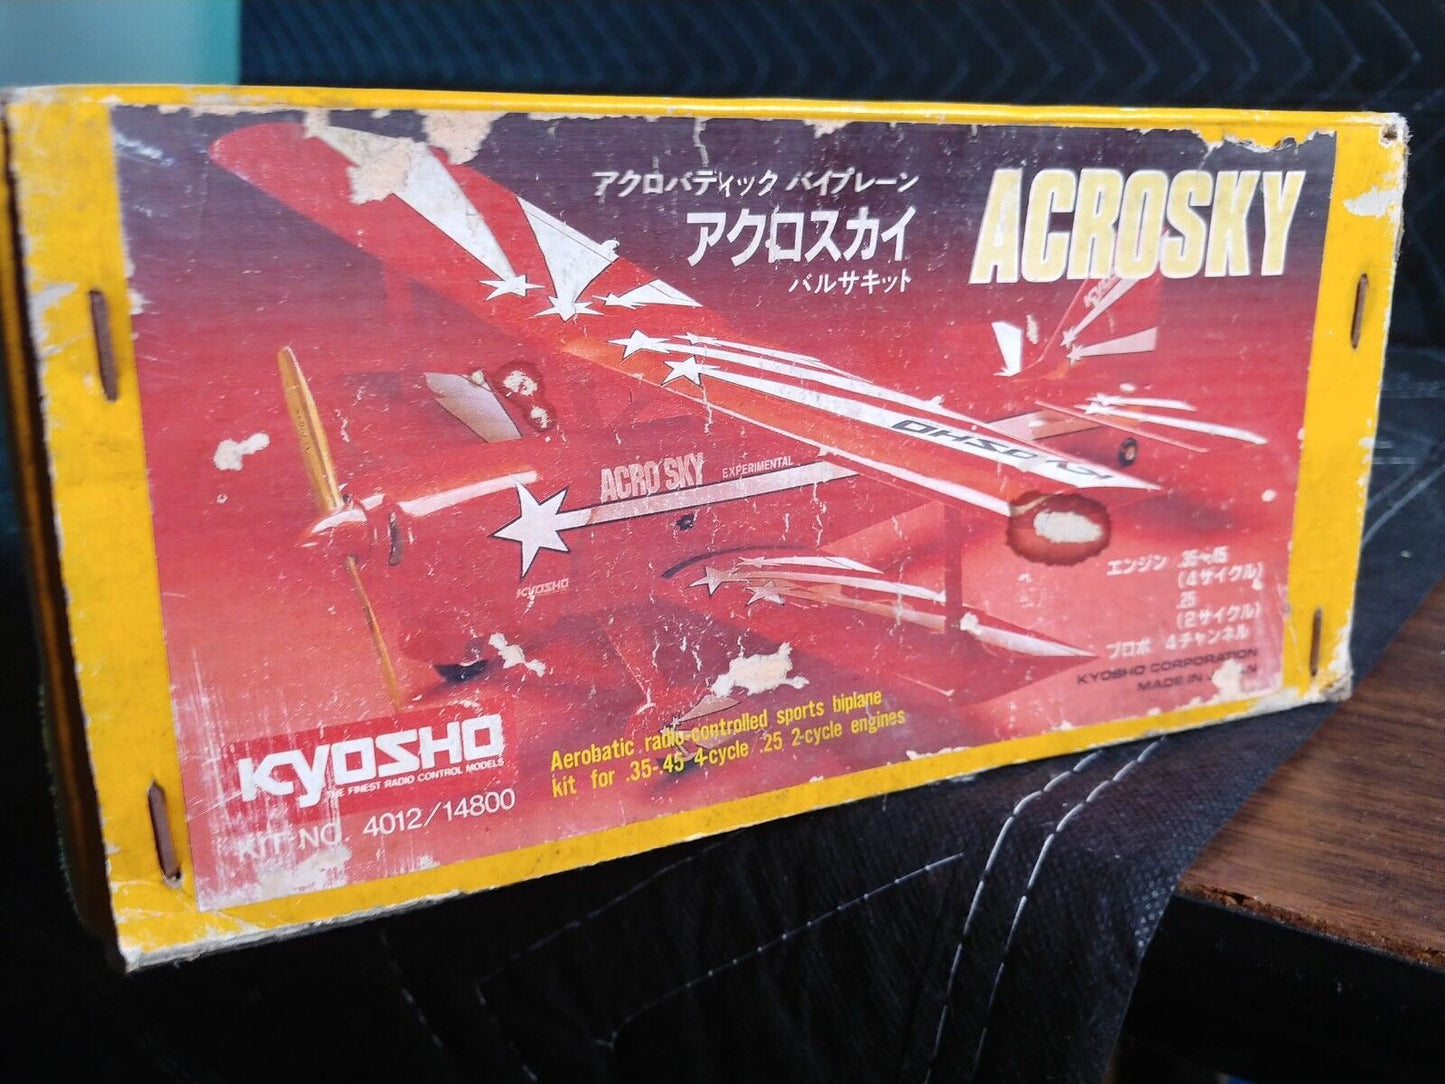 アクロバティック バイプレーン
アクロスカイ
バルサキット
ACROSKY
KYOSHO
ACRO SKY EXPERIMENTAL
KYOSHO
エンジン .35~.45
(4サイクル)
.25
(2サイクル)
プロポ 4チャンネル
KYOSHO CORPORATION
MADE IN
KYOSHO
THE FINEST RADIO CONTROL MODELS
KIT NO. 4012/14800
Aerobatic radio-controlled sports biplane
kit for .35-.45 4-cycle .25 2-cycle engines